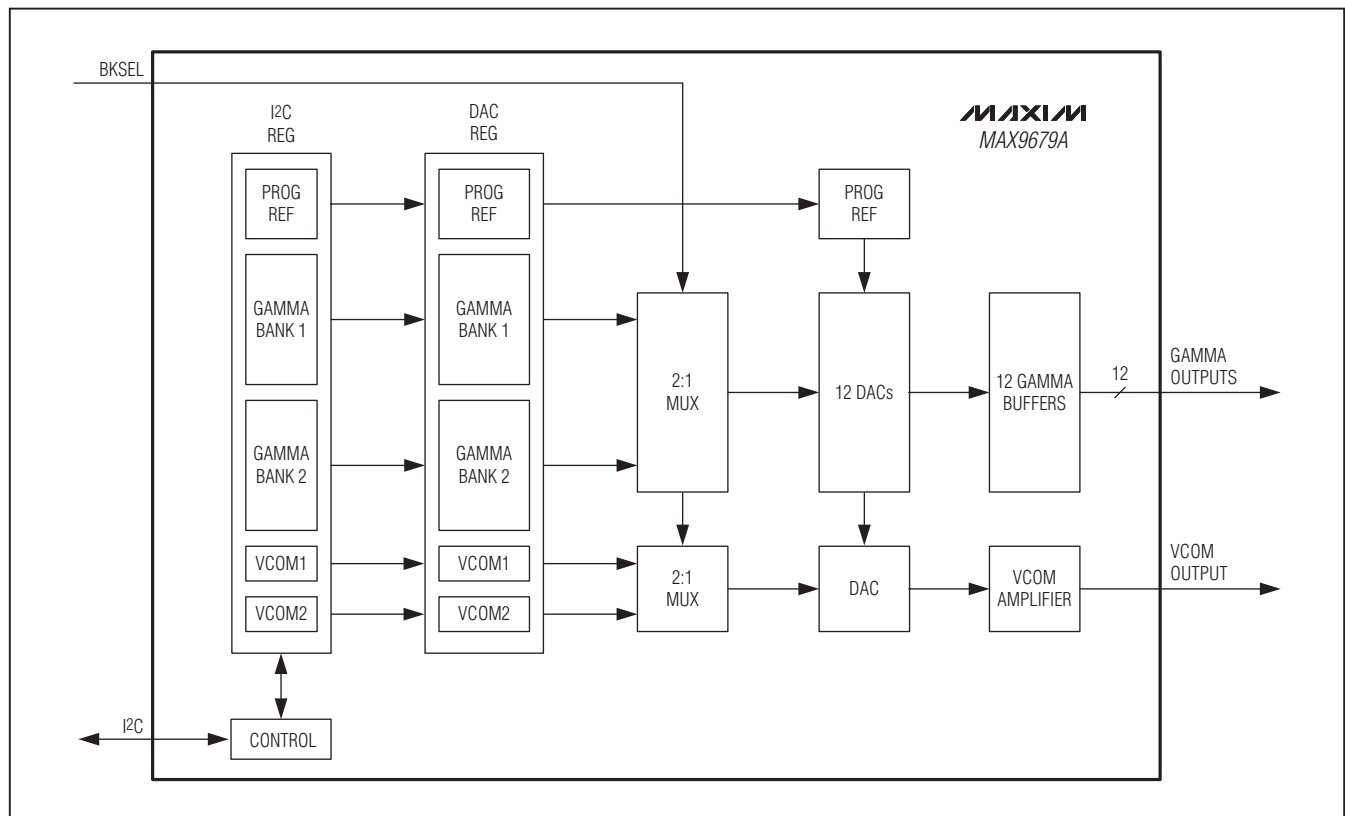 BKSEL
I2C
REG
DAC
REG
MAXIM
MAX9679A
PROG
REF
PROG
REF
PROG
REF
GAMMA
BANK 1
GAMMA
BANK 1
2:1
MUX
12 DACs
12 GAMMA
BUFFERS
12
GAMMA
OUTPUTS
GAMMA
BANK 2
GAMMA
BANK 2
VCOM1
VCOM1
VCOM2
VCOM2
2:1
MUX
DAC
VCOM
AMPLIFIER
VCOM
OUTPUT
I2C
CONTROL